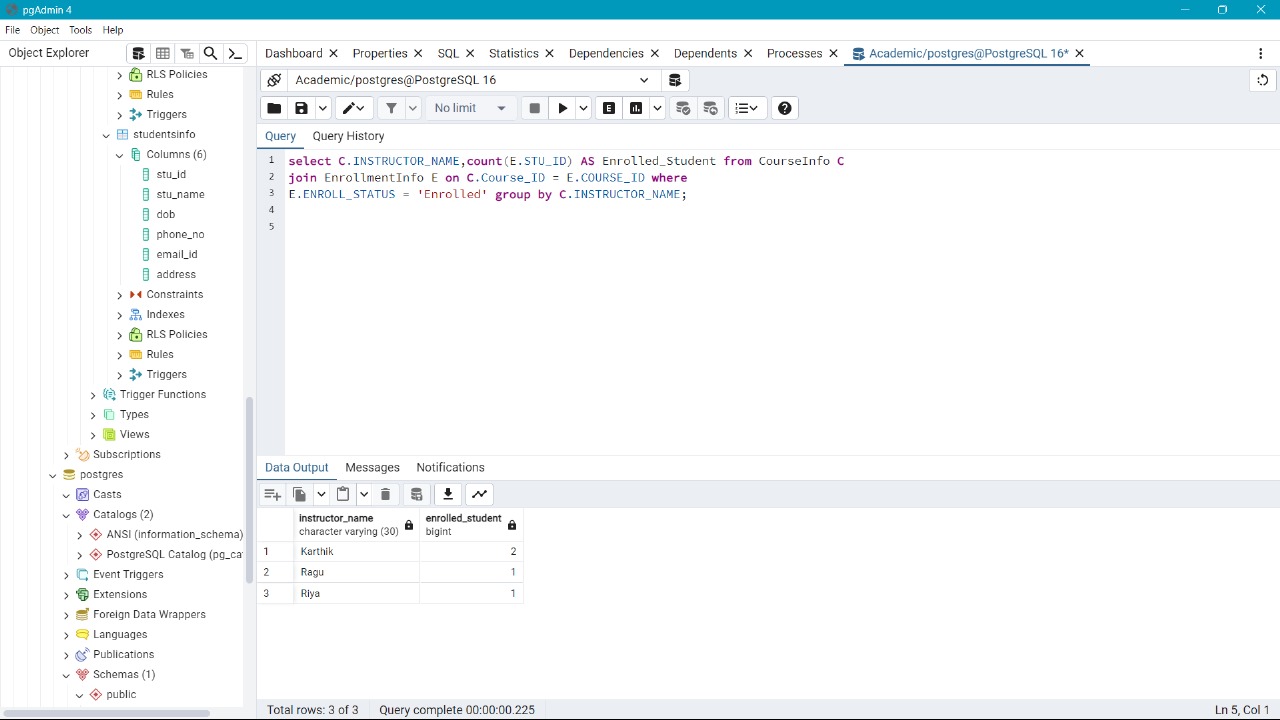 pgAdmin 4
File Object Tools Help
Object Explorer
Dashboard Properties SQL Statistics Dependencies Dependents Processes Academic/postgres@PostgreSQL 16*
RLS Policies
Rules
Triggers
studentsinfo
Columns (6)
stu_id
stu_name
dob
phone_no
email_id
address
Constraints
Indexes
RLS Policies
Rules
Triggers
Trigger Functions
Types
Views
Subscriptions
postgres
Casts
Catalogs (2)
ANSI (information_schema)
PostgreSQL Catalog (pg_ca
Event Triggers
Extensions
Foreign Data Wrappers
Languages
Publications
Schemas (1)
public
Academic/postgres@PostgreSQL 16
No limit
E
Query Query History
1 select C.INSTRUCTOR_NAME,count(E.STU_ID) AS Enrolled_Student from CourseInfo C
2 join EnrollmentInfo E on C.Course_ID = E.COURSE_ID where
3 E.ENROLL_STATUS = 'Enrolled' group by C.INSTRUCTOR_NAME;
4
5
Data Output Messages Notifications
instructor_name enrolled_student
character varying (30) bigint
1 Karthik 2
2 Ragu 1
3 Riya 1
Total rows: 3 of 3 Query complete 00:00:00.225 Ln 5, Col 1